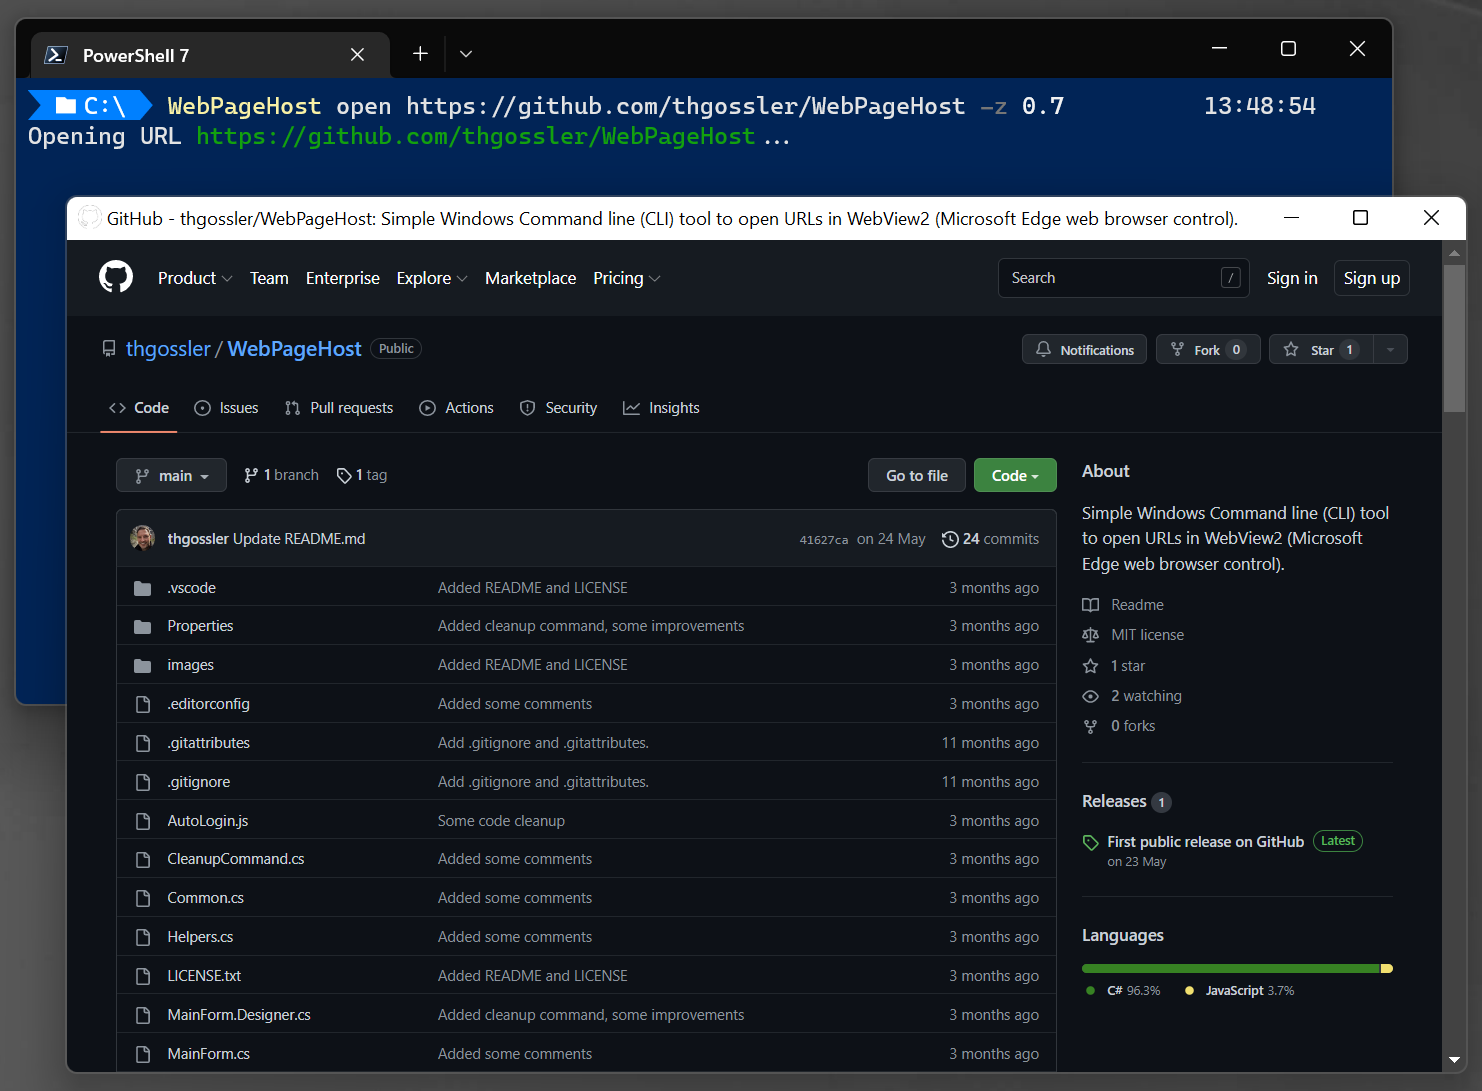 PowerShell 7
C:\ WebPageHost open https://github.com/thgossler/WebPageHost -z 0.7 13:48:54
Opening URL https://github.com/thgossler/WebPageHost ...
GitHub - thgossler/WebPageHost: Simple Windows Command line (CLI) tool to open URLs in WebView2 (Microsoft Edge web browser control).
Product Team Enterprise Explore Marketplace Pricing Search / Sign in Sign up
thgossler / WebPageHost Public Notifications Fork 0 Star 1
Code Issues Pull requests Actions Security Insights
main 1 branch 1 tag Go to file Code
thgossler Update README.md 41627ca on 24 May 24 commits
.vscode Added README and LICENSE 3 months ago
Properties Added cleanup command, some improvements 3 months ago
images Added README and LICENSE 3 months ago
.editorconfig Added some comments 3 months ago
.gitattributes Add .gitignore and .gitattributes. 11 months ago
.gitignore Add .gitignore and .gitattributes. 11 months ago
AutoLogin.js Some code cleanup 3 months ago
CleanupCommand.cs Added some comments 3 months ago
Common.cs Added some comments 3 months ago
Helpers.cs Added some comments 3 months ago
LICENSE.txt Added README and LICENSE 3 months ago
MainForm.Designer.cs Added cleanup command, some improvements 3 months ago
MainForm.cs Added some comments 3 months ago
About
Simple Windows Command line (CLI) tool
to open URLs in WebView2 (Microsoft
Edge web browser control).
Readme
MIT license
1 star
2 watching
0 forks
Releases 1
First public release on GitHub Latest
on 23 May
Languages
C# 96.3% JavaScript 3.7%